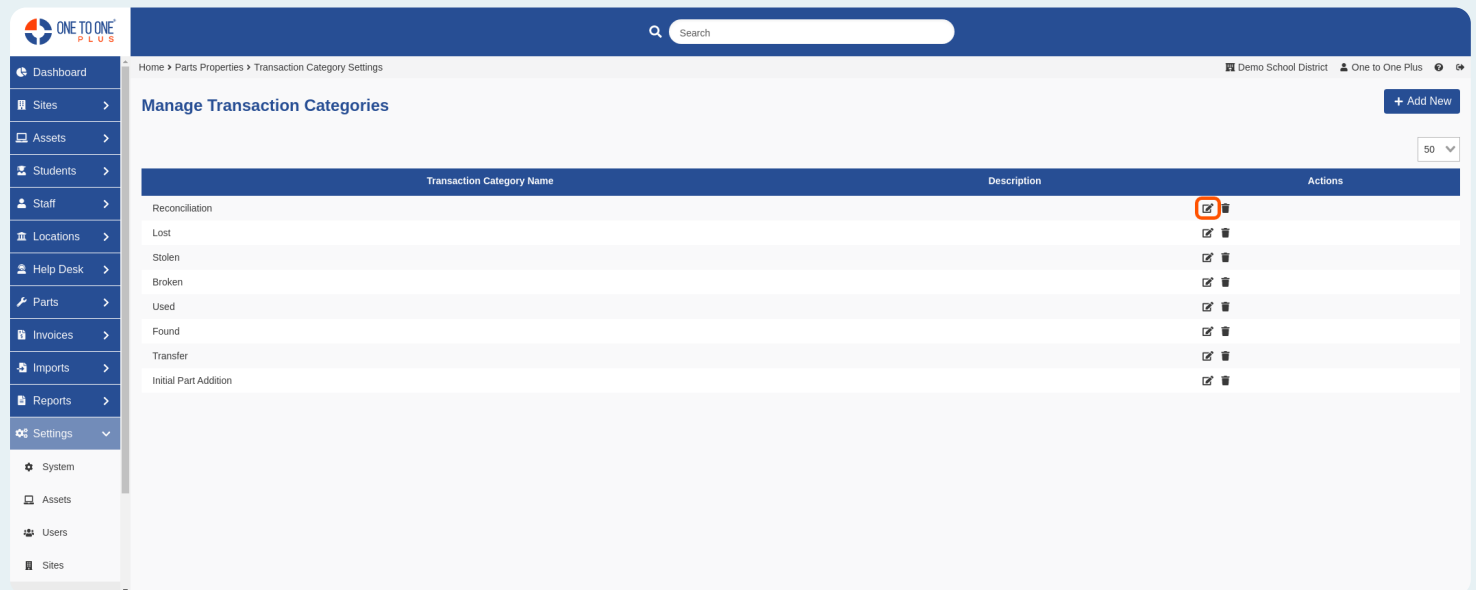 ONE TO ONE
PLUS
Search
Dashboard
Sites
Assets
Students
Staff
Locations
Help Desk
Parts
Invoices
Imports
Reports
Settings
System
Assets
Users
Sites
Home > Parts Properties > Transaction Category Settings
Demo School District One to One Plus
Manage Transaction Categories
+ Add New
50
Transaction Category Name Description Actions
Reconciliation
Lost
Stolen
Broken
Used
Found
Transfer
Initial Part Addition